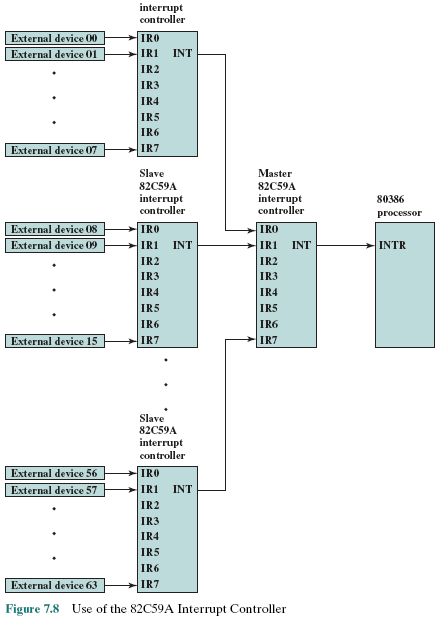 interrupt
controller
External device 00
External device 01
External device 07
IR0
IR1 INT
IR2
IR3
IR4
IR5
IR6
IR7
Slave
82C59A
interrupt
controller
External device 08
External device 09
External device 15
IR0
IR1 INT
IR2
IR3
IR4
IR5
IR6
IR7
Master
82C59A
interrupt
controller
IR0
IR1 INT
IR2
IR3
IR4
IR5
IR6
IR7
80386
processor
INTR
Slave
82C59A
interrupt
controller
External device 56
External device 57
External device 63
IR0
IR1 INT
IR2
IR3
IR4
IR5
IR6
IR7
Figure 7.8 Use of the 82C59A Interrupt Controller